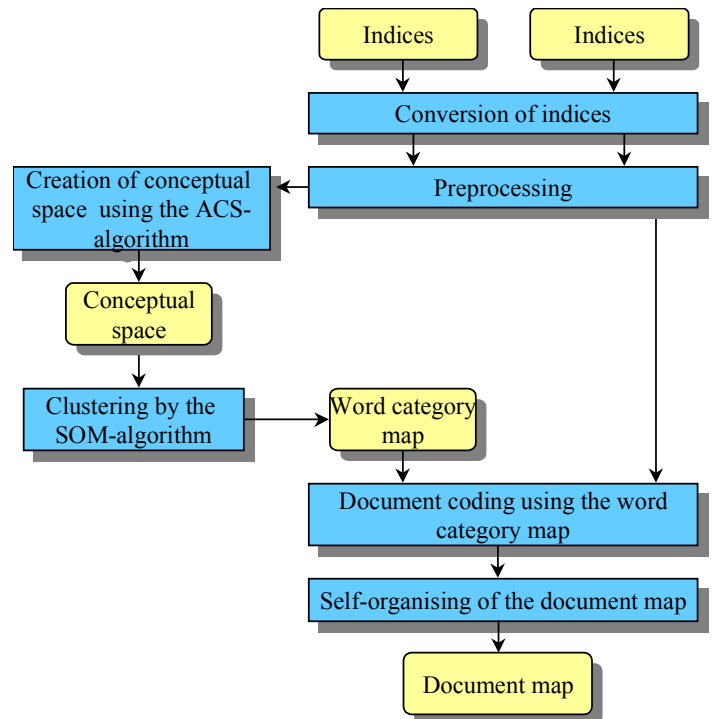 Indices
Indices
Conversion of indices
Preprocessing
Creation of conceptual
space using the ACS-
algorithm
Conceptual
space
Clustering by the
SOM-algorithm
Word category
map
Document coding using the word
category map
Self-organising of the document map
Document map